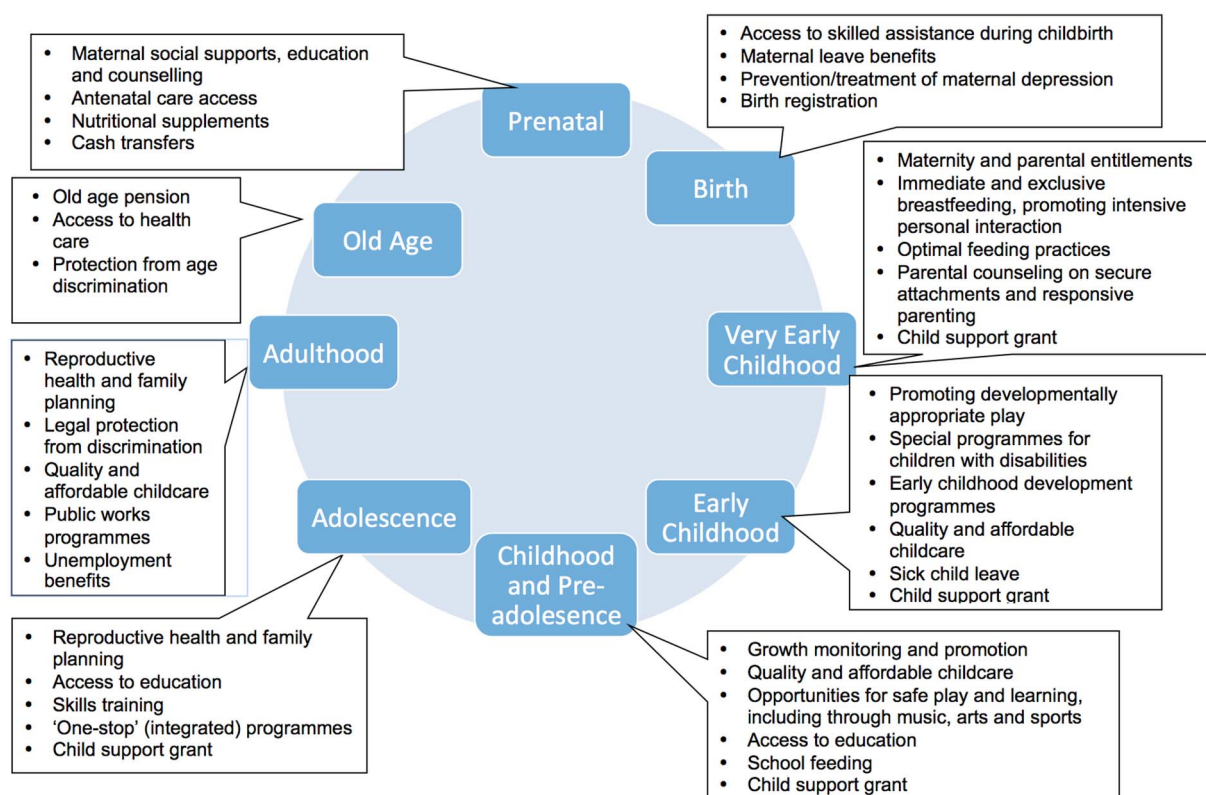 • Maternal social supports, education
and counselling
• Antenatal care access
• Nutritional supplements
• Cash transfers
Prenatal
• Access to skilled assistance during childbirth
• Maternal leave benefits
• Prevention/treatment of maternal depression
• Birth registration
Birth
• Maternity and parental entitlements
• Immediate and exclusive
breastfeeding, promoting intensive
personal interaction
• Optimal feeding practices
• Parental counseling on secure
attachments and responsive
parenting
• Child support grant
Very Early
Childhood
• Promoting developmentally
appropriate play
• Special programmes for
children with disabilities
• Early childhood development
programmes
• Quality and affordable
childcare
• Sick child leave
• Child support grant
Early
Childhood
• Growth monitoring and promotion
• Quality and affordable childcare
• Opportunities for safe play and learning,
including through music, arts and sports
• Access to education
• School feeding
• Child support grant
Childhood
and Pre-
adolesence
• Reproductive health and family
planning
• Access to education
• Skills training
• ‘One-stop’ (integrated) programmes
• Child support grant
Adolescence
• Reproductive
health and family
planning
• Legal protection
from discrimination
• Quality and
affordable childcare
• Public works
programmes
• Unemployment
benefits
Adulthood
• Old age pension
• Access to health
care
• Protection from age
discrimination
Old Age